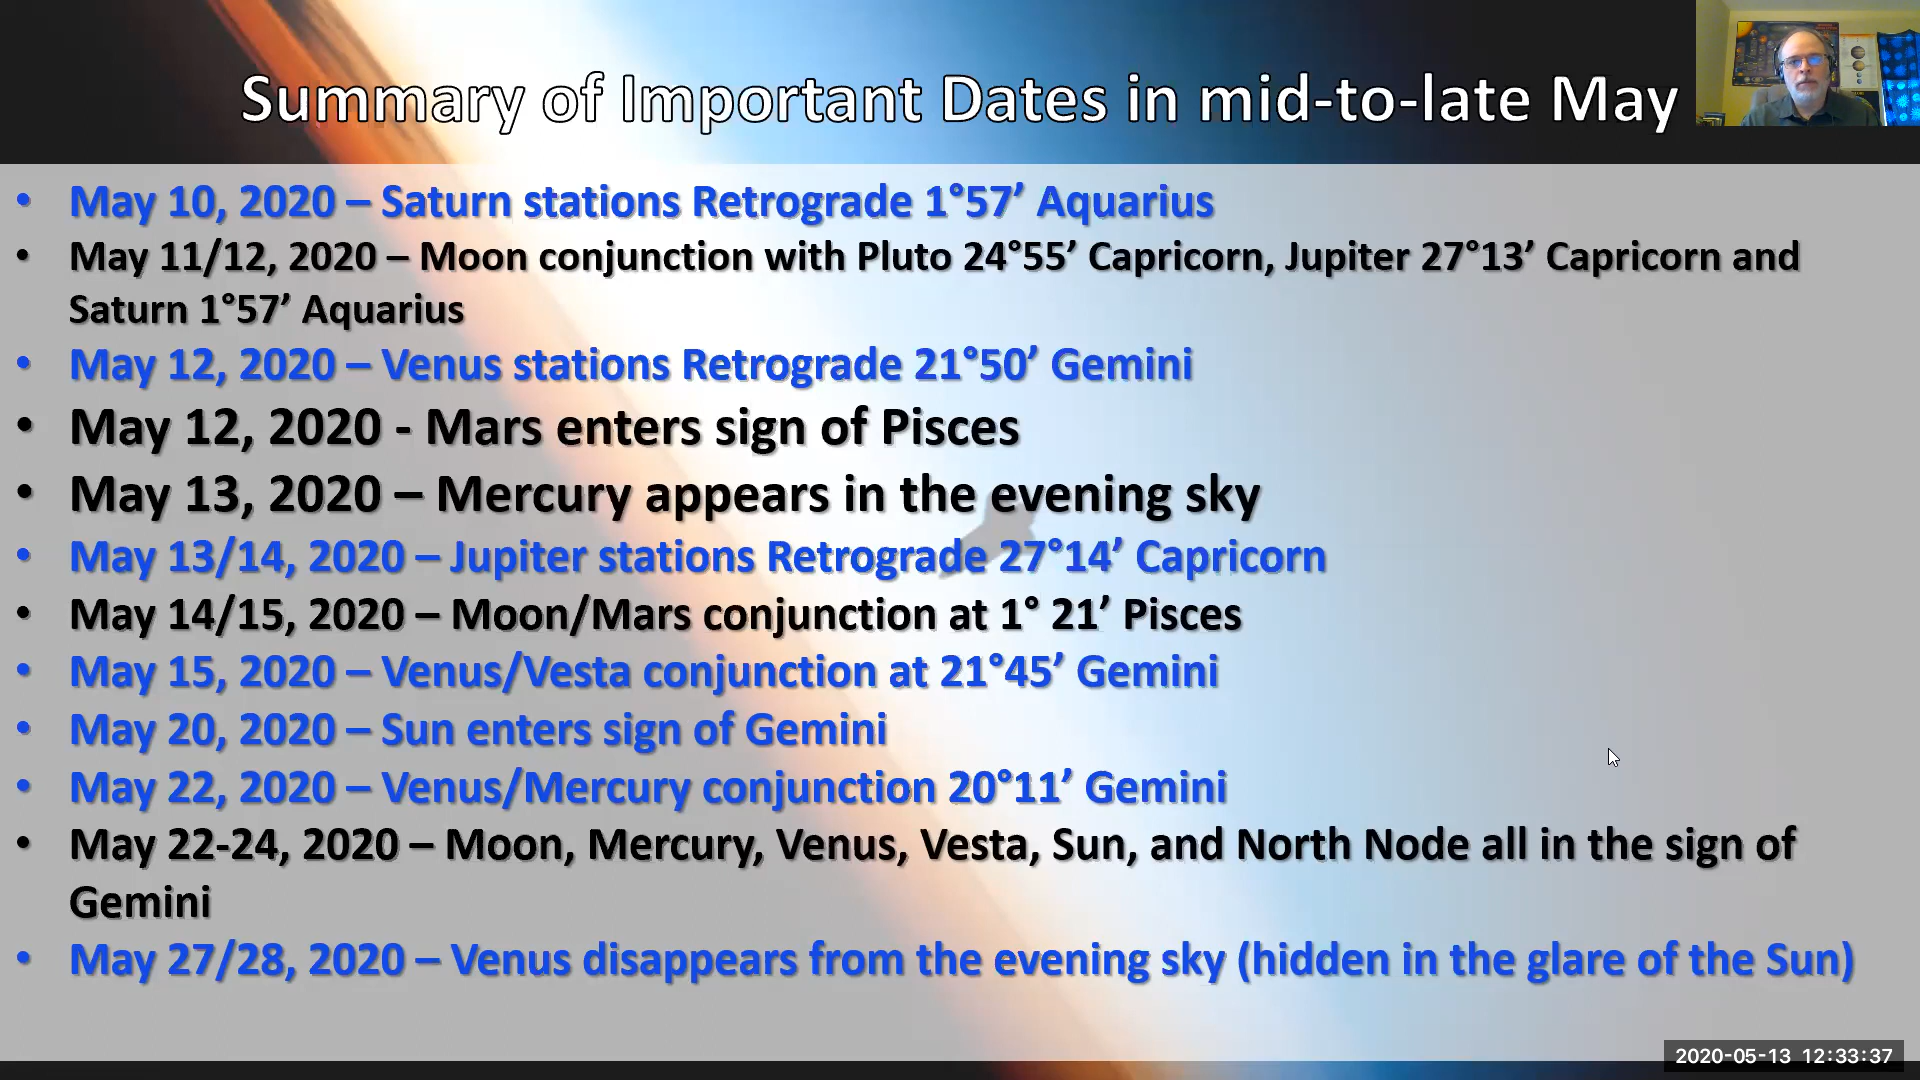 Summary of Important Dates in mid-to-late May
• May 10, 2020 – Saturn stations Retrograde 1°57’ Aquarius
• May 11/12, 2020 – Moon conjunction with Pluto 24°55’ Capricorn, Jupiter 27°13’ Capricorn and
Saturn 1°57’ Aquarius
• May 12, 2020 – Venus stations Retrograde 21°50’ Gemini
• May 12, 2020 - Mars enters sign of Pisces
• May 13, 2020 – Mercury appears in the evening sky
• May 13/14, 2020 – Jupiter stations Retrograde 27°14’ Capricorn
• May 14/15, 2020 – Moon/Mars conjunction at 1° 21’ Pisces
• May 15, 2020 – Venus/Vesta conjunction at 21°45’ Gemini
• May 20, 2020 – Sun enters sign of Gemini
• May 22, 2020 – Venus/Mercury conjunction 20°11’ Gemini
• May 22-24, 2020 – Moon, Mercury, Venus, Vesta, Sun, and North Node all in the sign of
Gemini
• May 27/28, 2020 – Venus disappears from the evening sky (hidden in the glare of the Sun)
2020-05-13 12:33:37